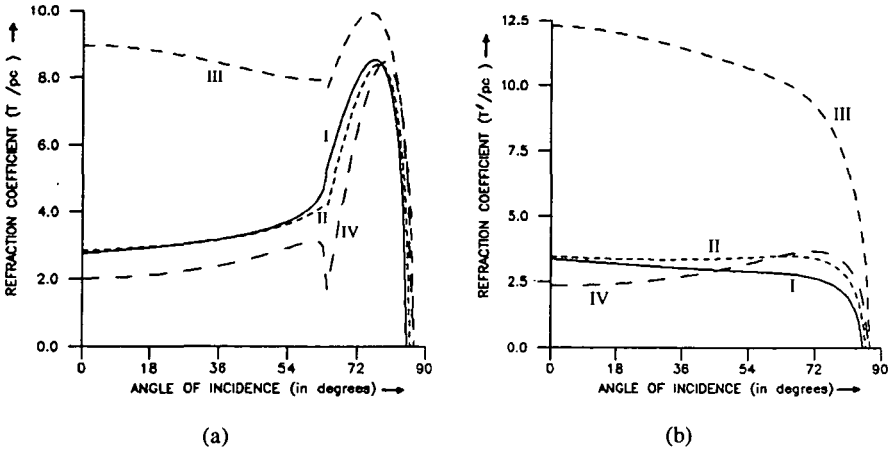 10.0
8.0
6.0
4.0
2.0
0.0
REFRACTION COEFFICIENT (T /pc)
III
I
II
IV
0 18 36 54 72 90
ANGLE OF INCIDENCE (in degrees)
(a)
12.5
10.0
7.5
5.0
2.5
0.0
REFRACTION COEFFICIENT (T'/pc)
III
II
I
IV
0 18 36 54 72 90
ANGLE OF INCIDENCE (in degrees)
(b)